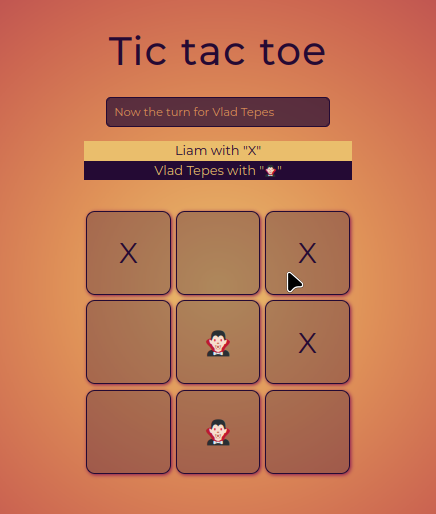 Tic tac toe
Now the turn for Vlad Tepes
Liam with "X"
Vlad Tepes with "🧛🏻‍♂️"
X X
🧛🏻‍♂️ X
🧛🏻‍♂️